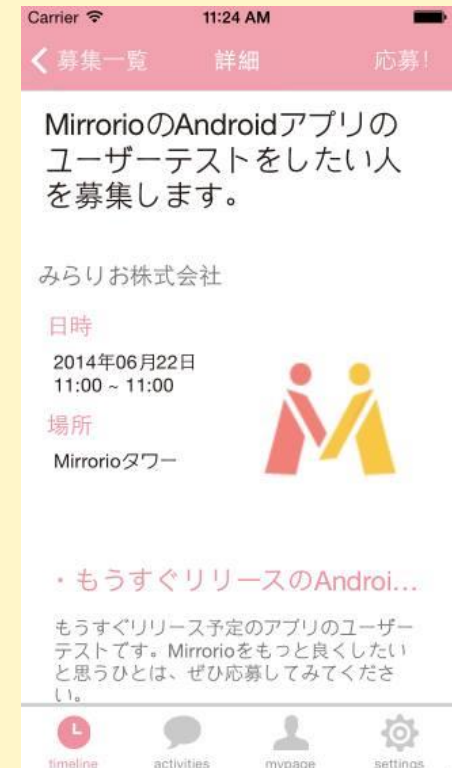 Carrier 11:24 AM
募集一覧 詳細 応募!
MirrorioのAndroidアプリの
ユーザーテストをしたい人
を募集します。
みらりお株式会社
日時
2014年06月22日
11:00 ~ 11:00
場所
Mirrorioタワー
・もうすぐリリースのAndroi...
もうすぐリリース予定のアプリのユーザー
テストです。Mirrorioをもっと良くしたい
と思うひとは、ぜひ応募してみてくださ
い。
timeline activities mypage settings